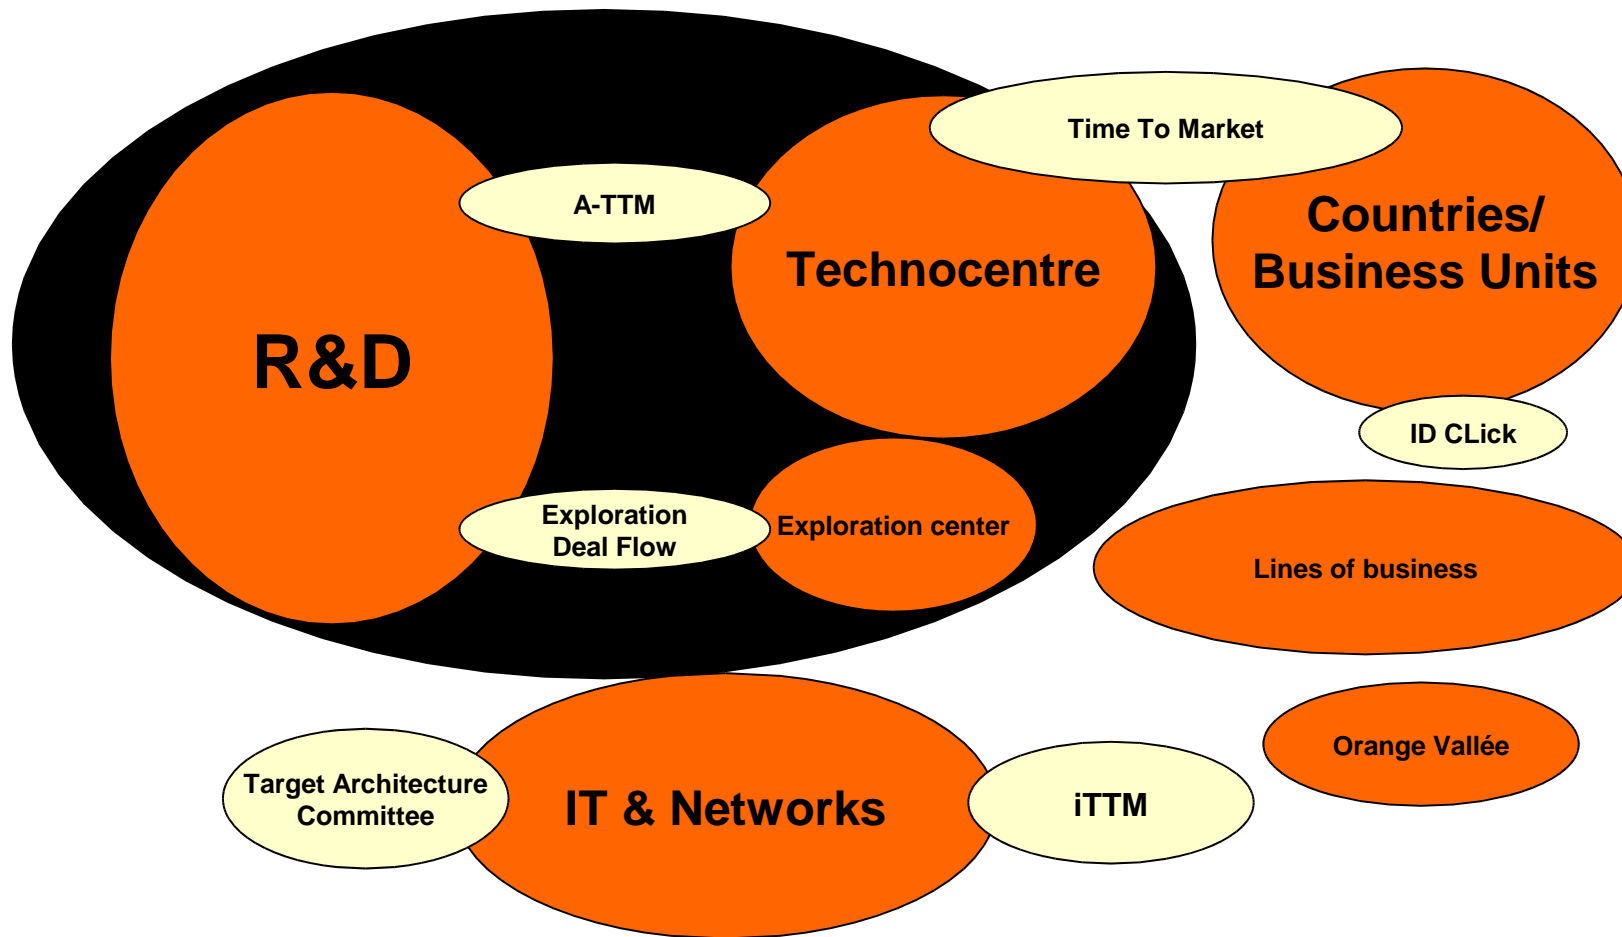 Time To Market
A-TTM
Countries/
Business Units
Technocentre
R&D
ID CLick
Exploration
Deal Flow
Exploration center
Lines of business
Orange Vallée
Target Architecture
Committee
IT & Networks
iTTM